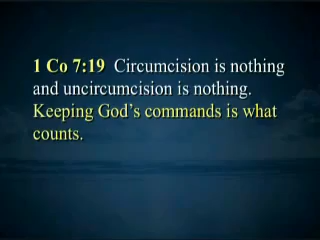 1 Co 7:19 Circumcision is nothing
and uncircumcision is nothing.
Keeping God's commands is what
counts.